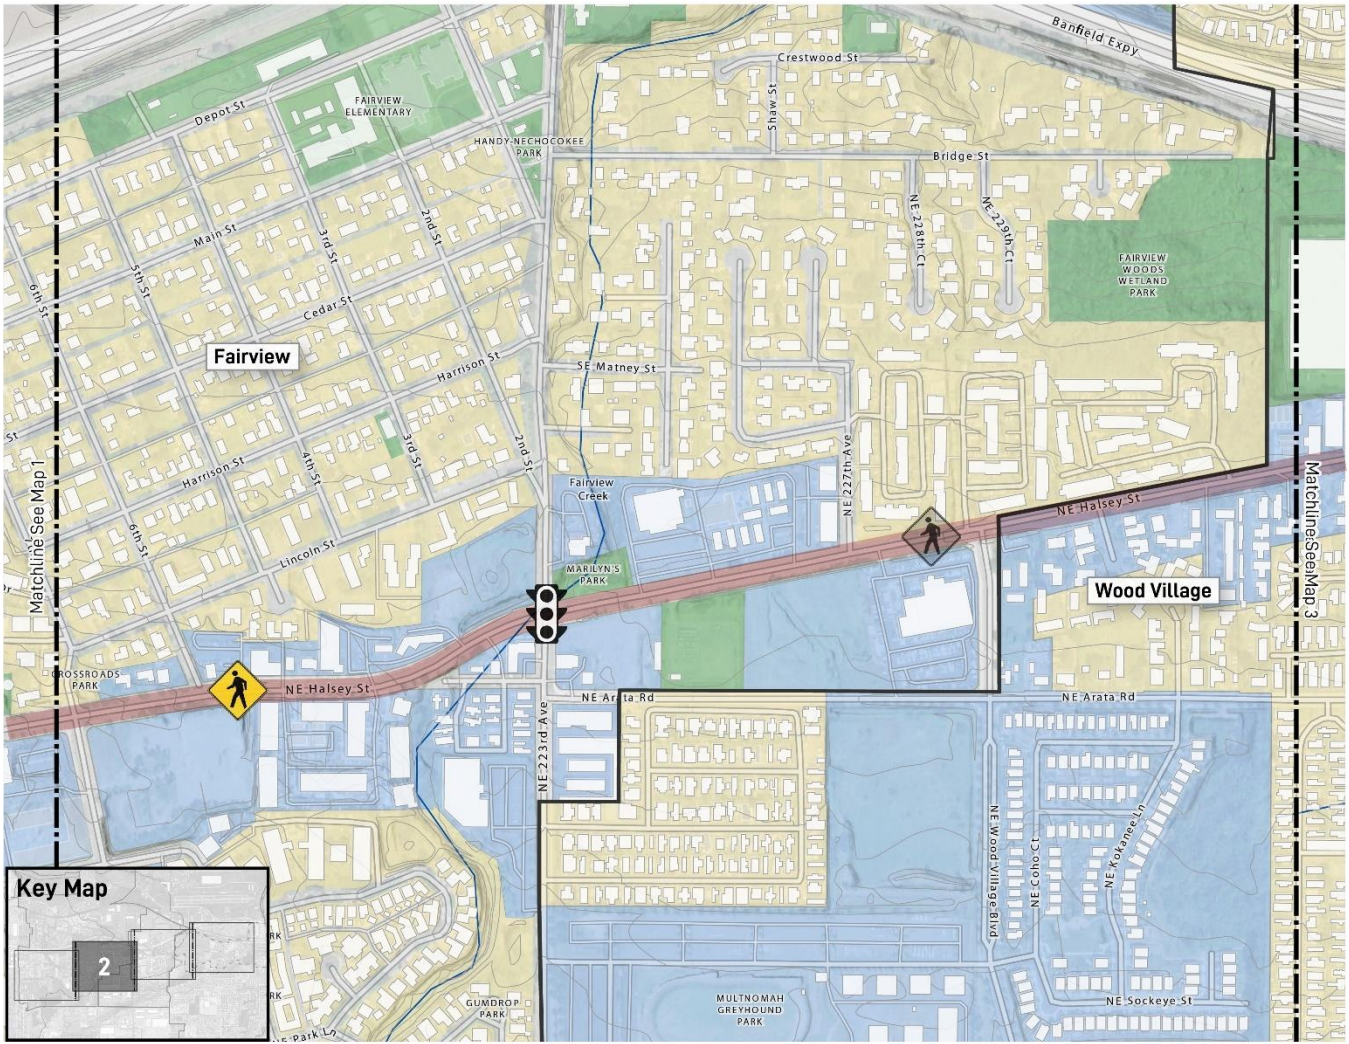 Banfield Expy
Crestwood St
Depot St
FAIRVIEW
ELEMENTARY
Shaw St
HANDY-NECHOCOKEE
PARK
Bridge St
Main St
3rd St
2nd St
NE 228th Ct
NE 229th Ct
6th St
5th St
FAIRVIEW
WOODS
WETLAND
PARK
Cedar St
Fairview
Harrison St
SE Matney St
St
Harrison St
4th St
3rd St
2nd St
NE 227th Ave
Matchline See Map 1
Fairview
Creek
NE Halsey St
Matchline See Map 3
6th St
Lincoln St
MARILYN'S
PARK
Wood Village
CROSSROADS
PARK
NE Halsey St
NE Arata Rd
NE Arata Rd
NE 223rd Ave
NE Wood Village Blvd
NE Coho Ct
NE Kokanee Ln
Key Map
2
GUMDROP
PARK
MULTNOMAH
GREYHOUND
PARK
NE Sockeye St
Park Ln